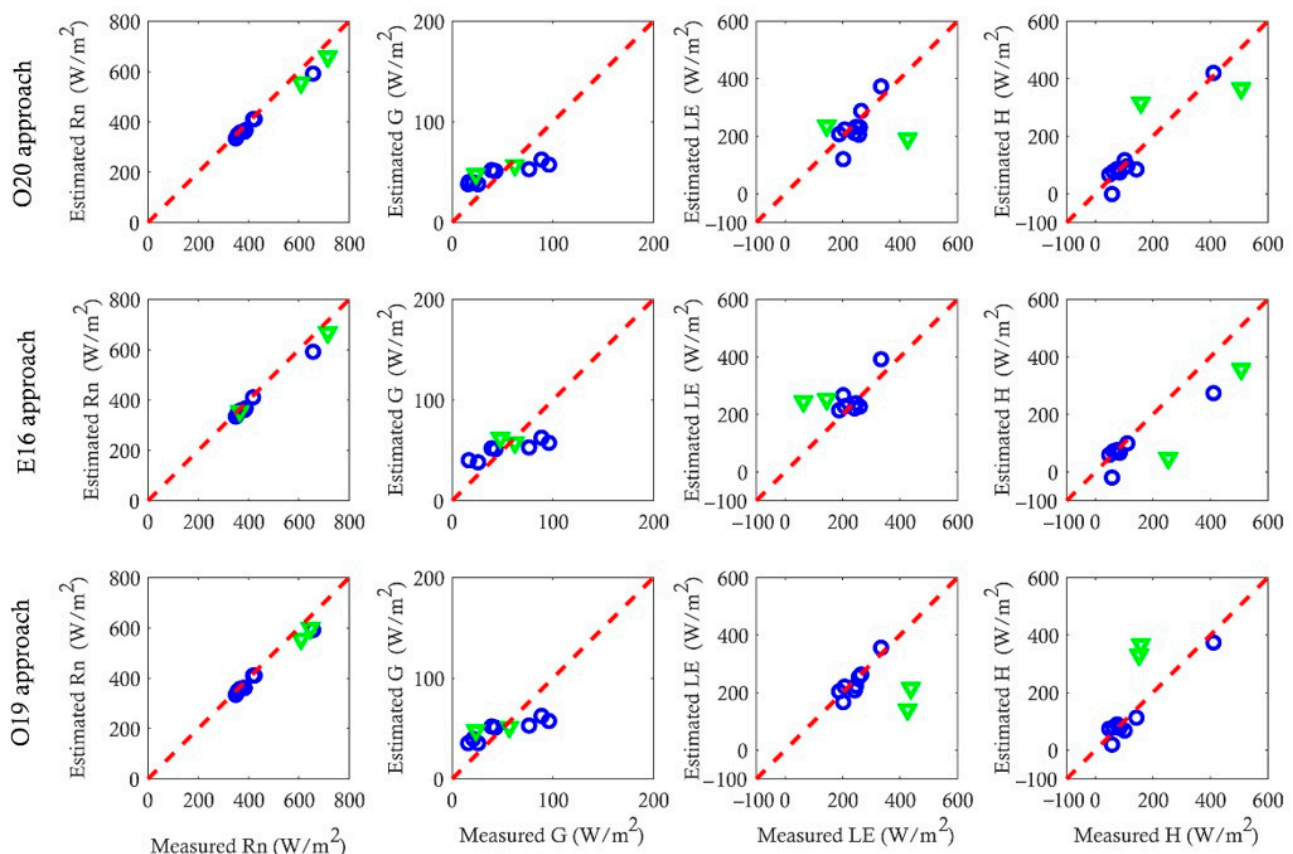 O20 approach
Estimated Rn (W/m²)
800
600
400
200
0
0 200 400 600 800
Estimated G (W/m²)
200
100
0
0 100 200
Estimated LE (W/m²)
600
400
200
0
−100
−100 0 200 400 600
Estimated H (W/m²)
600
400
200
0
−100
−100 0 200 400 600
E16 approach
Estimated Rn (W/m²)
800
600
400
200
0
0 200 400 600 800
Estimated G (W/m²)
200
100
0
0 100 200
Estimated LE (W/m²)
600
400
200
0
−100
−100 0 200 400 600
Estimated H (W/m²)
600
400
200
0
−100
−100 0 200 400 600
O19 approach
Estimated Rn (W/m²)
800
600
400
200
0
0 200 400 600 800
Measured Rn (W/m²)
Estimated G (W/m²)
200
100
0
0 100 200
Measured G (W/m²)
Estimated LE (W/m²)
600
400
200
0
−100
−100 0 200 400 600
Measured LE (W/m²)
Estimated H (W/m²)
600
400
200
0
−100
−100 0 200 400 600
Measured H (W/m²)